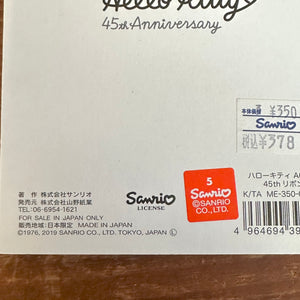 Hello Kitty
45th Anniversary
本体価格 ¥350
Sanrio
税込 ¥378
著 作 株式会社サンリオ
発売元 株式会社山野紙業
TEL:06-6954-1621
FOR SALE IN JAPAN ONLY
販売地域:日本限定 MADE IN JAPAN
©1976, 2019 SANRIO CO., LTD. TOKYO, JAPAN Ⓛ
Sanrio
LICENSE
5
Sanrio
©SANRIO
CO., LTD.
ハローキティ
45th リボン
K/TA ME-350-
4 964694 39